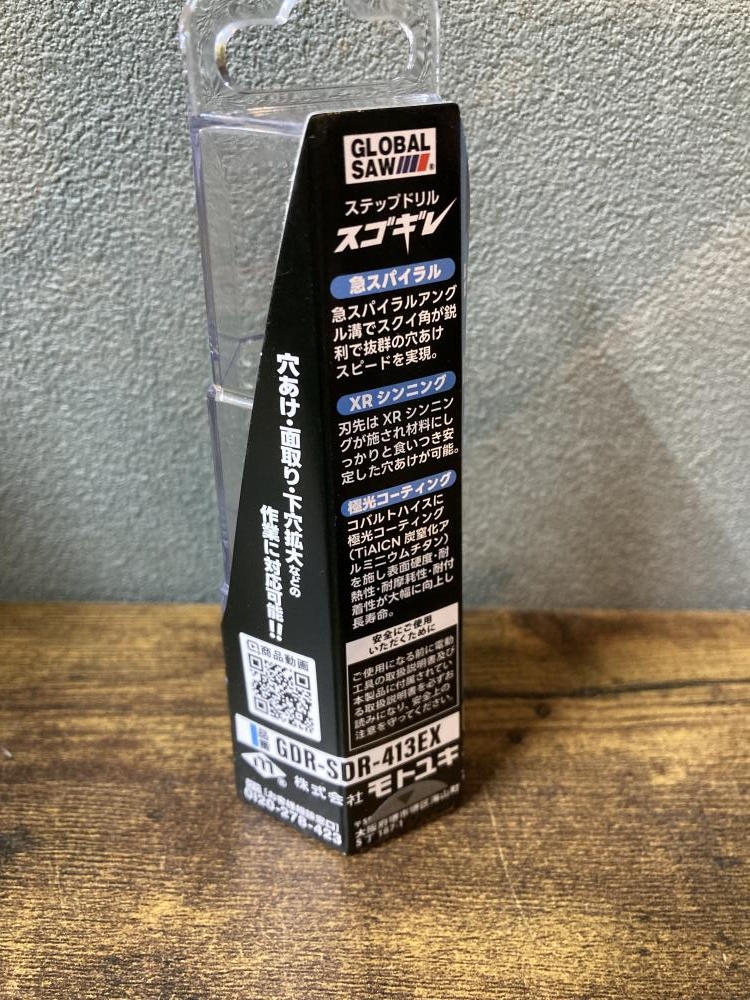 GLOBAL
SAW
ステップドリル
スゴギレ
急スパイラル
急スパイラルアング
ル溝でスクイ角が鋭
利で抜群の穴あけ
スピードを実現。
XRシンニング
刃先はXRシンニン
グが施され材料にし
っかりと食いつき安
定した穴あけが可能。
極光コーティング
コバルトハイスに
極光コーティング
(TiAlCN 炭窒化ア
ルミニウムチタン)
を施し表面硬度・耐
熱性・耐摩耗性・耐付
着性が大幅に向上し
長寿命。
安全にご使用
いただくために
ご使用になる前に電動
工具の取扱説明書及び
本製品に付属されてい
る取扱説明書を必ずお
読みになり、安全上の
注意を守ってください。
穴あけ・面取り・下穴拡大などの
作業に対応可能!!
商品動画
品番 GDR-SDR-413EX
株式会社 モトユキ
0120-276-423